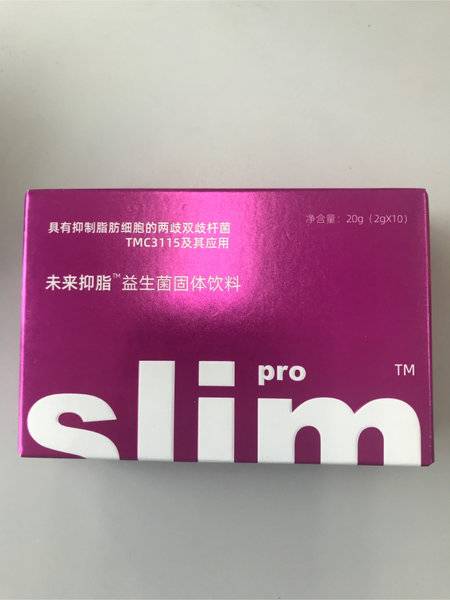 具有抑制脂肪细胞的两歧双歧杆菌
TMC3115及其应用
净含量：20g（2gX10）
未来抑脂™益生菌固体饮料
pro
slim™